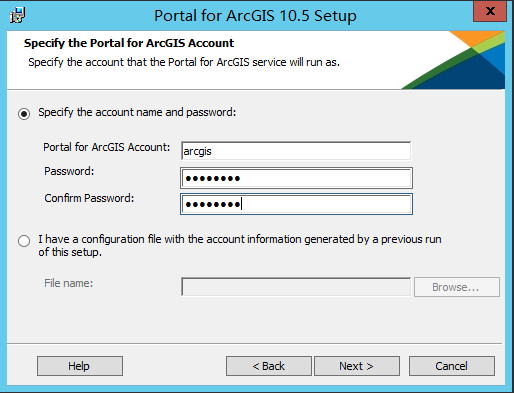 Portal for ArcGIS 10.5 Setup
x
Specify the Portal for ArcGIS Account
Specify the account that the Portal for ArcGIS service will run as.
Specify the account name and password:
Portal for ArcGIS Account: arcgis
Password: ●●●●●●●●
Confirm Password: ●●●●●●●●
I have a configuration file with the account information generated by a previous run
of this setup.
File name: Browse...
Help < Back Next > Cancel